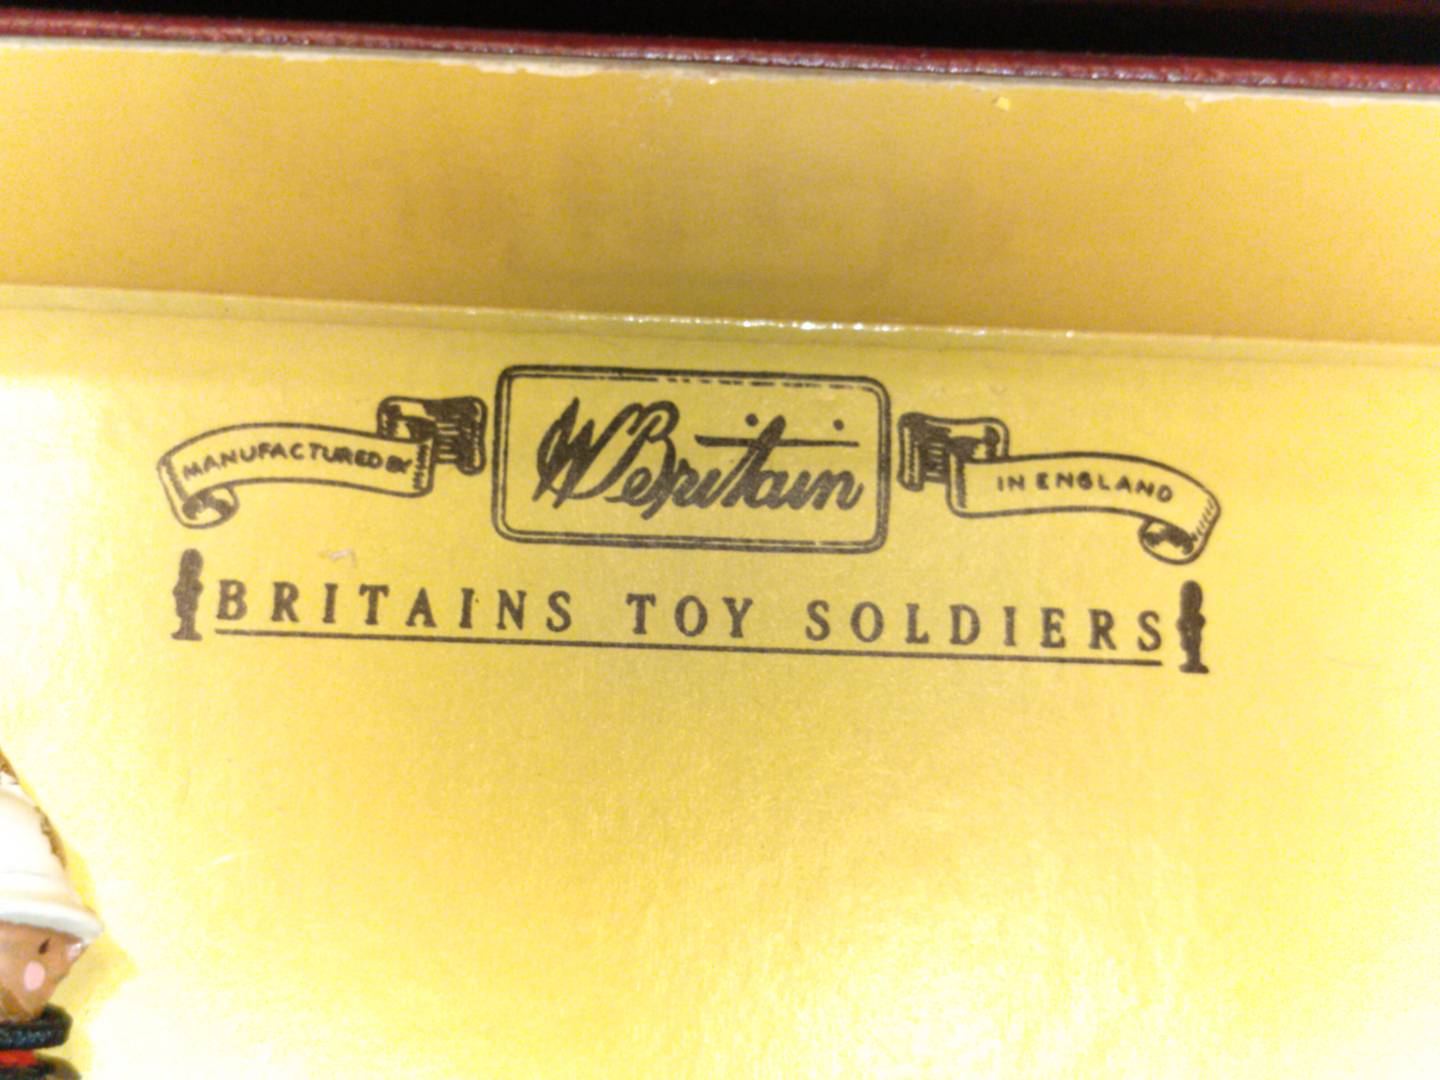 MANUFACTURED BY
W Britain
IN ENGLAND
BRITAINS TOY SOLDIERS